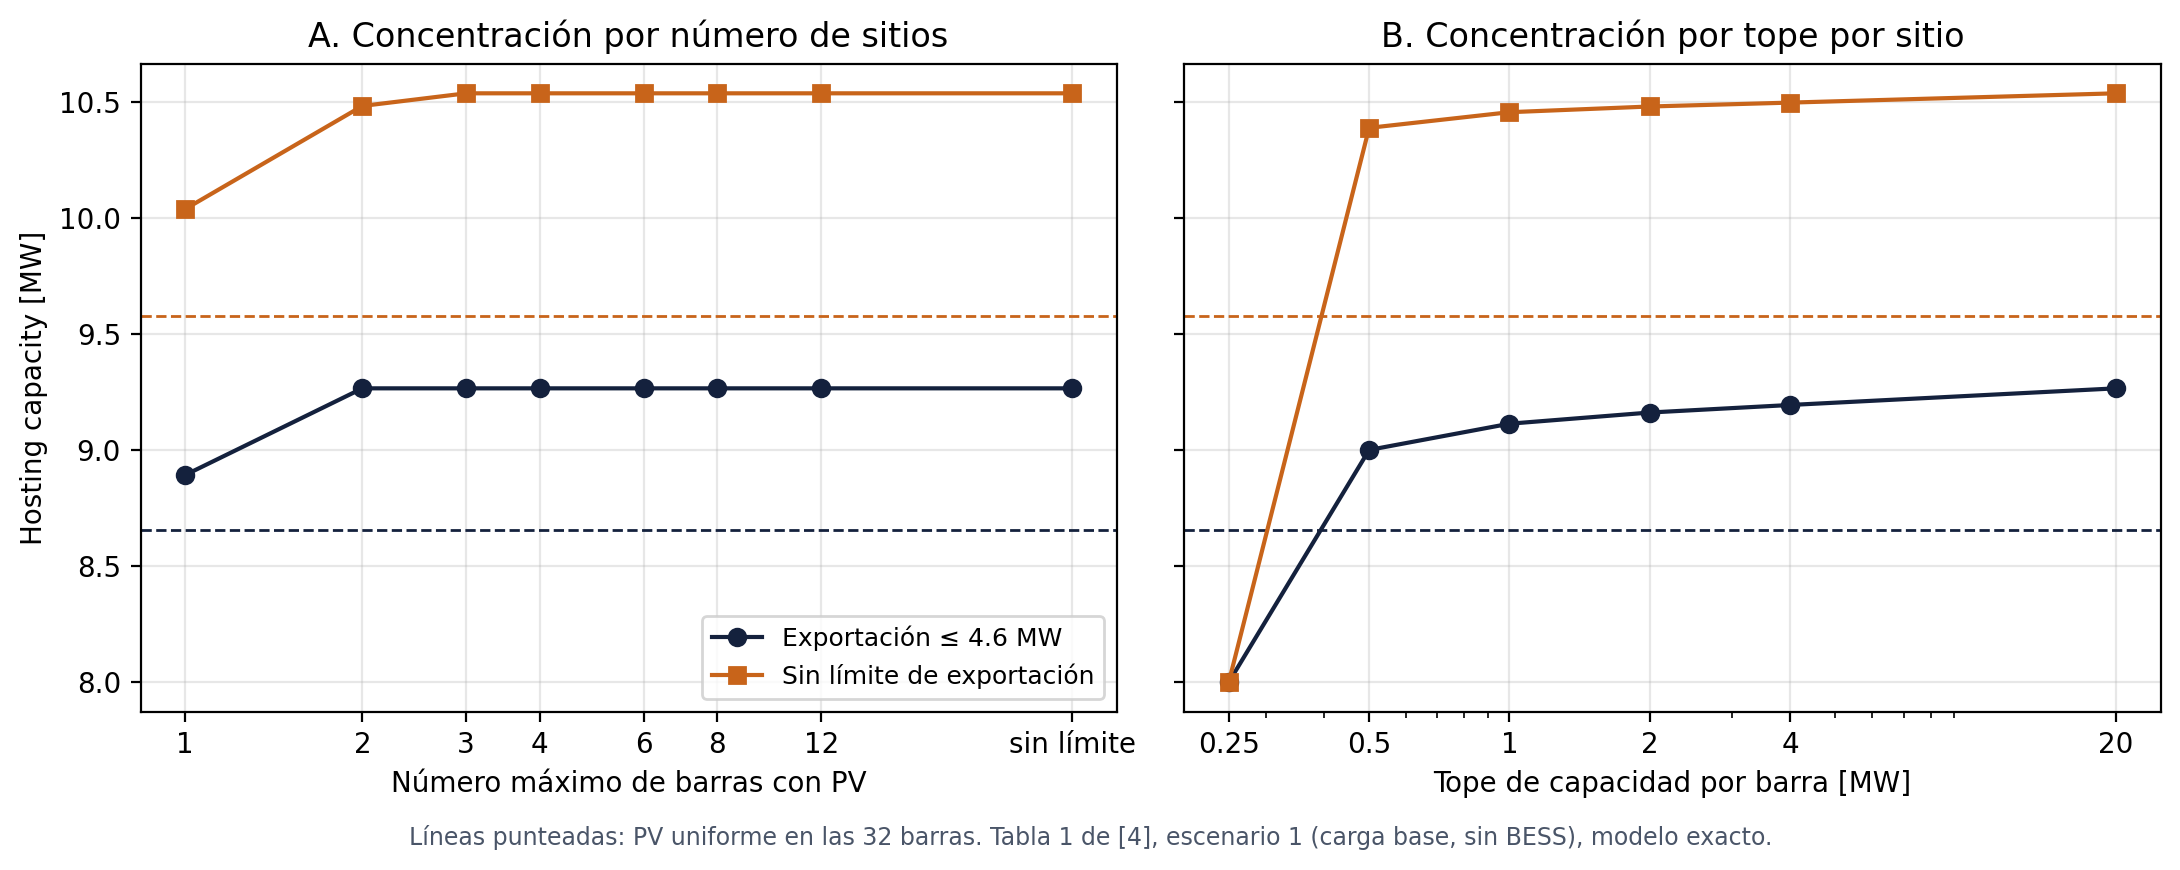 A. Concentración por número de sitios
Hosting capacity [MW]
10.5
10.0
9.5
9.0
8.5
8.0
Exportación ≤ 4.6 MW
Sin límite de exportación
1 2 3 4 6 8 12 sin límite
Número máximo de barras con PV
B. Concentración por tope por sitio
0.25 0.5 1 2 4 20
Tope de capacidad por barra [MW]
Líneas punteadas: PV uniforme en las 32 barras. Tabla 1 de [4], escenario 1 (carga base, sin BESS), modelo exacto.